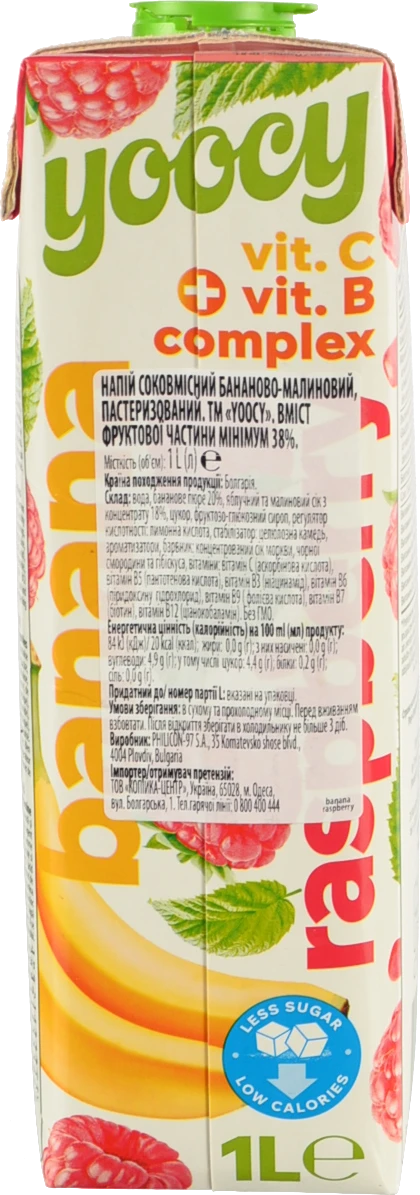 yoocy
vit. C
+ vit. B
complex
banana
raspberry
НАПІЙ СОКОВМІСНИЙ БАНАНОВО-МАЛИНОВИЙ,
ПАСТЕРИЗОВАНИЙ. ТМ «YOOCY». ВМІСТ
ФРУКТОВОЇ ЧАСТИНИ МІНІМУМ 38%.
Місткість (об'єм): 1 L (л) ℮
Країна походження продукції: Болгарія.
Склад: вода, бананове пюре 20%, яблучний та малиновий сік з
концентрату 18%, цукор, фруктозо-глюкозний сироп, регулятор
кислотності: лимонна кислота, стабілізатор: целюлозна камедь,
ароматизатори, барвник: концентрований сік моркви, чорної
смородини та гібіскуса, вітаміни: вітамін С (аскорбінова кислота),
вітамін В5 (пантотенова кислота), вітамін В3 (ніацинамід), вітамін В6
(піридоксину гідрохлорид), вітамін В9 (фолієва кислота), вітамін В7
(біотин), вітамін В12 (ціанокобаламін). Без ГМО.
Енергетична цінність (калорійність) на 100 ml (мл) продукту:
84 kJ (кДж)/ 20 kcal (ккал); жири: 0,0 g (г); з них насичені: 0,0 g (г);
вуглеводи: 4,9 g (г); у тому числі цукор: 4,4 g (г); білки: 0,2 g (г);
сіль: 0,0 g (г).
Придатний до/ номер партії L: вказані на упаковці.
Умови зберігання: в сухому та прохолодному місці. Перед вживанням
взбовтати. Після відкриття зберігати в холодильнику не більше 3 діб.
Виробник: PHILICON-97 S.A., 35 Komatevsko shose blvd.,
4004 Plovdiv, Bulgaria
Імпортер/отримувач претензій:
ТОВ «КОПІЙКА-ЦЕНТР», Україна, 65028, м. Одеса,
вул. Болгарська, 1. Тел.гарячої лінії: 0 800 400 444
banana
raspberry
LESS SUGAR
LOW CALORIES
1L℮